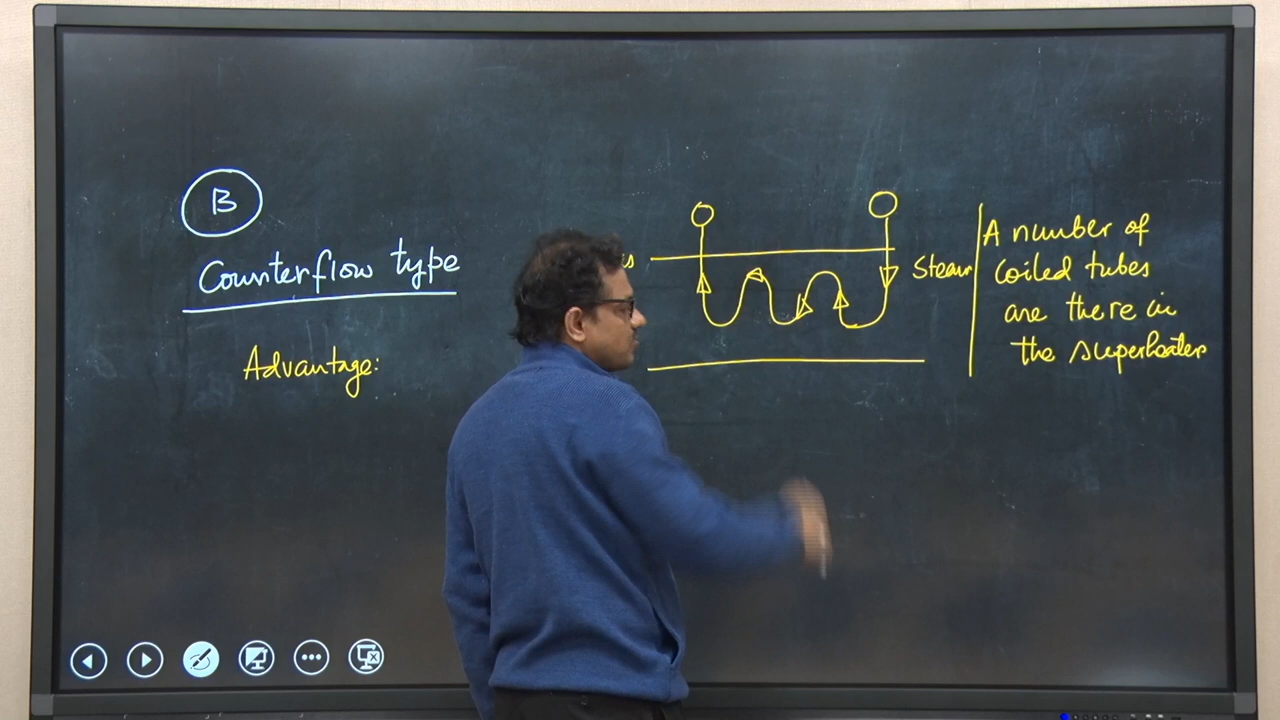 B
Counterflow type
Advantage:
Steam
A number of
coiled tubes
are there in
the superheater